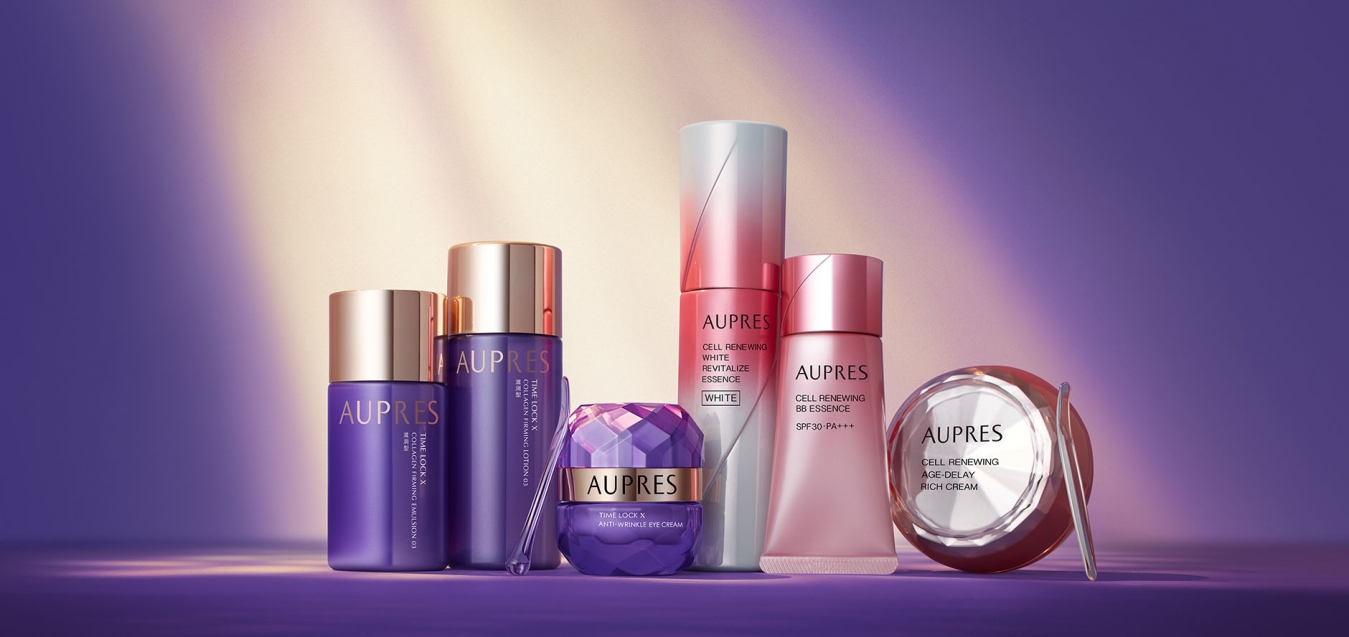 AUPRES
TIME LOCK X
COLLAGEN FIRMING EMULSION 03
AUPRES
TIME LOCK X
COLLAGEN FIRMING LOTION 03
AUPRES
TIME LOCK X
ANTI-WRINKLE EYE CREAM
AUPRES
CELL RENEWING
WHITE
REVITALIZE
ESSENCE
WHITE
AUPRES
CELL RENEWING
BB ESSENCE
SPF30·PA+++
AUPRES
CELL RENEWING
AGE-DELAY
RICH CREAM